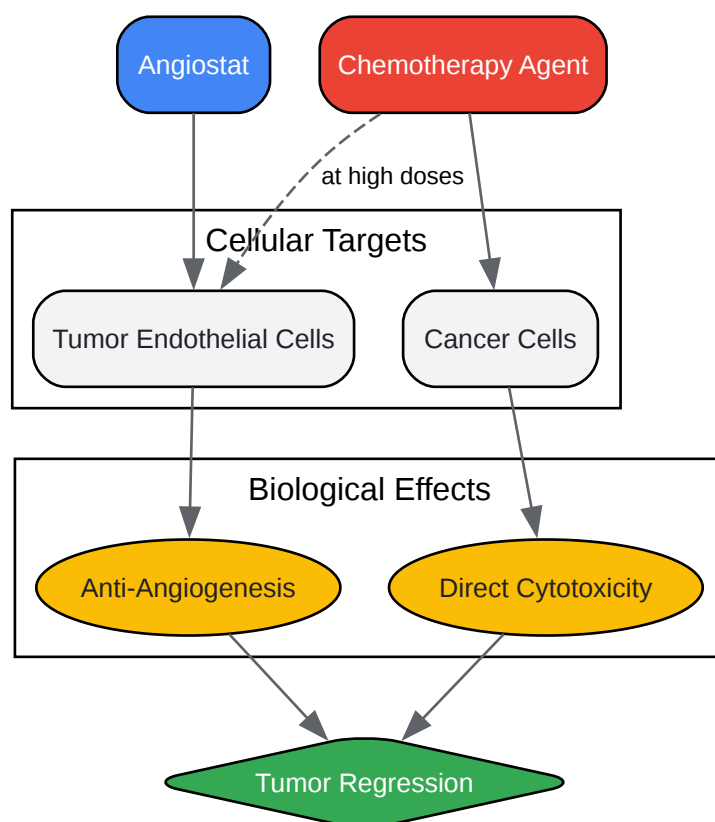 Angiostat
Chemotherapy Agent
at high doses
Cellular Targets
Tumor Endothelial Cells
Cancer Cells
Biological Effects
Anti-Angiogenesis
Direct Cytotoxicity
Tumor Regression